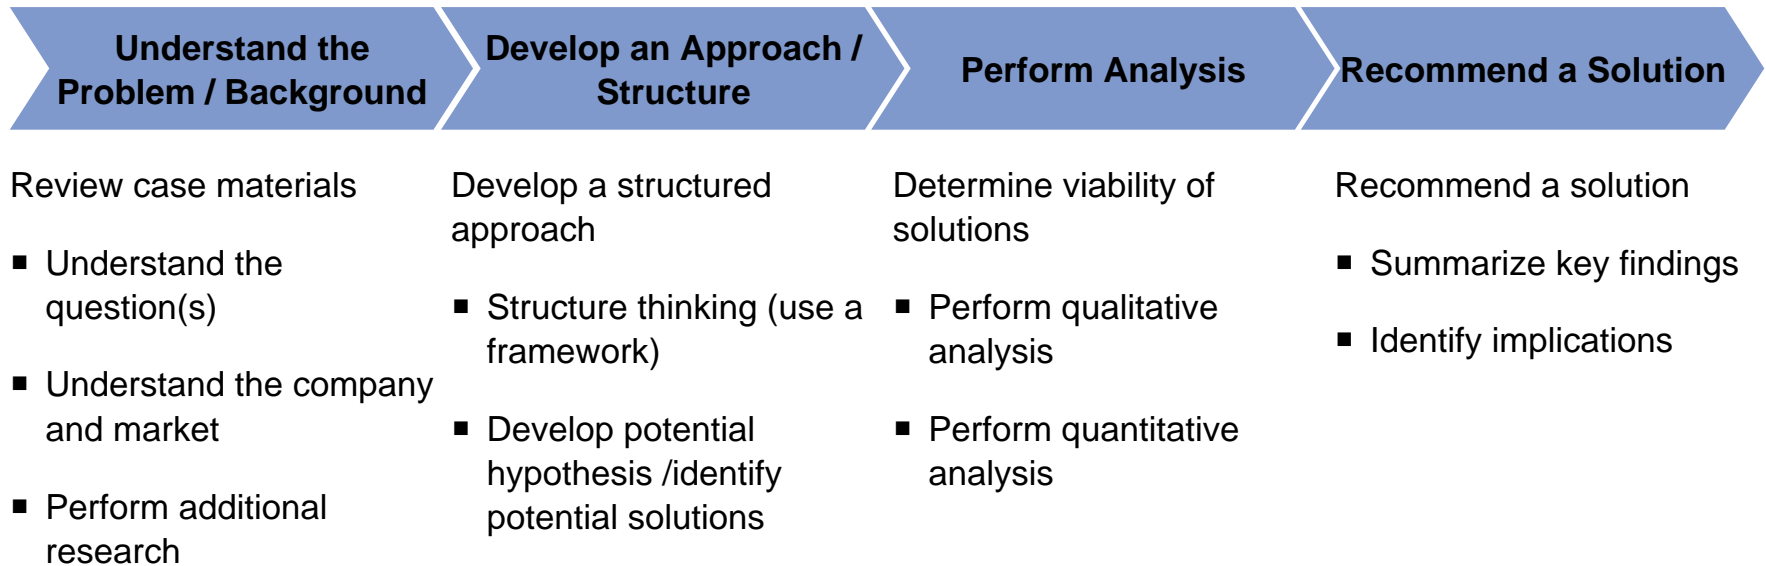 Understand the
Problem / Background
Develop an Approach /
Structure
Perform Analysis
Recommend a Solution
Review case materials
■ Understand the
question(s)
■ Understand the company
and market
■ Perform additional
research
Develop a structured
approach
■ Structure thinking (use a
framework)
■ Develop potential
hypothesis /identify
potential solutions
Determine viability of
solutions
■ Perform qualitative
analysis
■ Perform quantitative
analysis
Recommend a solution
■ Summarize key findings
■ Identify implications